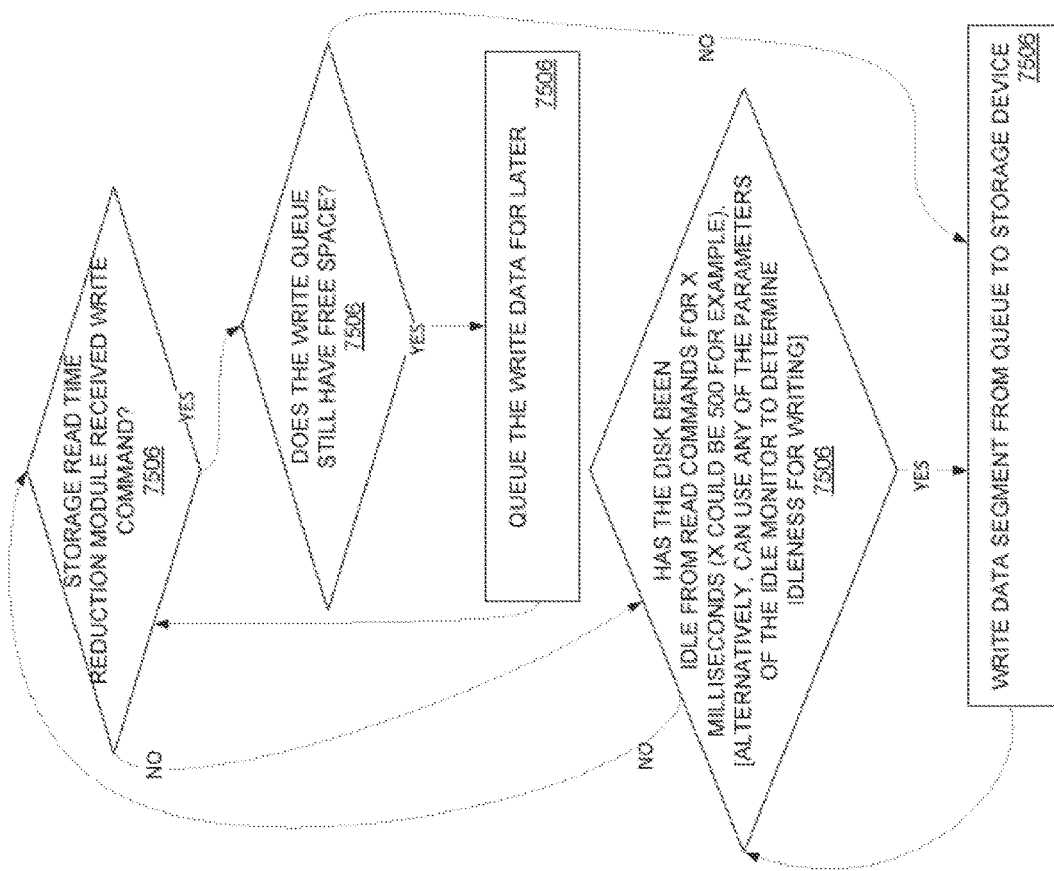 STORAGE READ TIME
REDUCTION MODULE RECEIVED WRITE
COMMAND?
7506
YES
NO
DOES THE WRITE QUEUE
STILL HAVE FREE SPACE?
7506
YES
NO
QUEUE THE WRITE DATA FOR LATER
7506
HAS THE DISK BEEN
IDLE FROM READ COMMANDS FOR X
MILLISECONDS (X COULD BE 500 FOR EXAMPLE).
[ALTERNATIVELY, CAN USE ANY OF THE PARAMETERS
OF THE IDLE MONITOR TO DETERMINE
IDLENESS FOR WRITING]
7506
NO
YES
WRITE DATA SEGMENT FROM QUEUE TO STORAGE DEVICE
7506